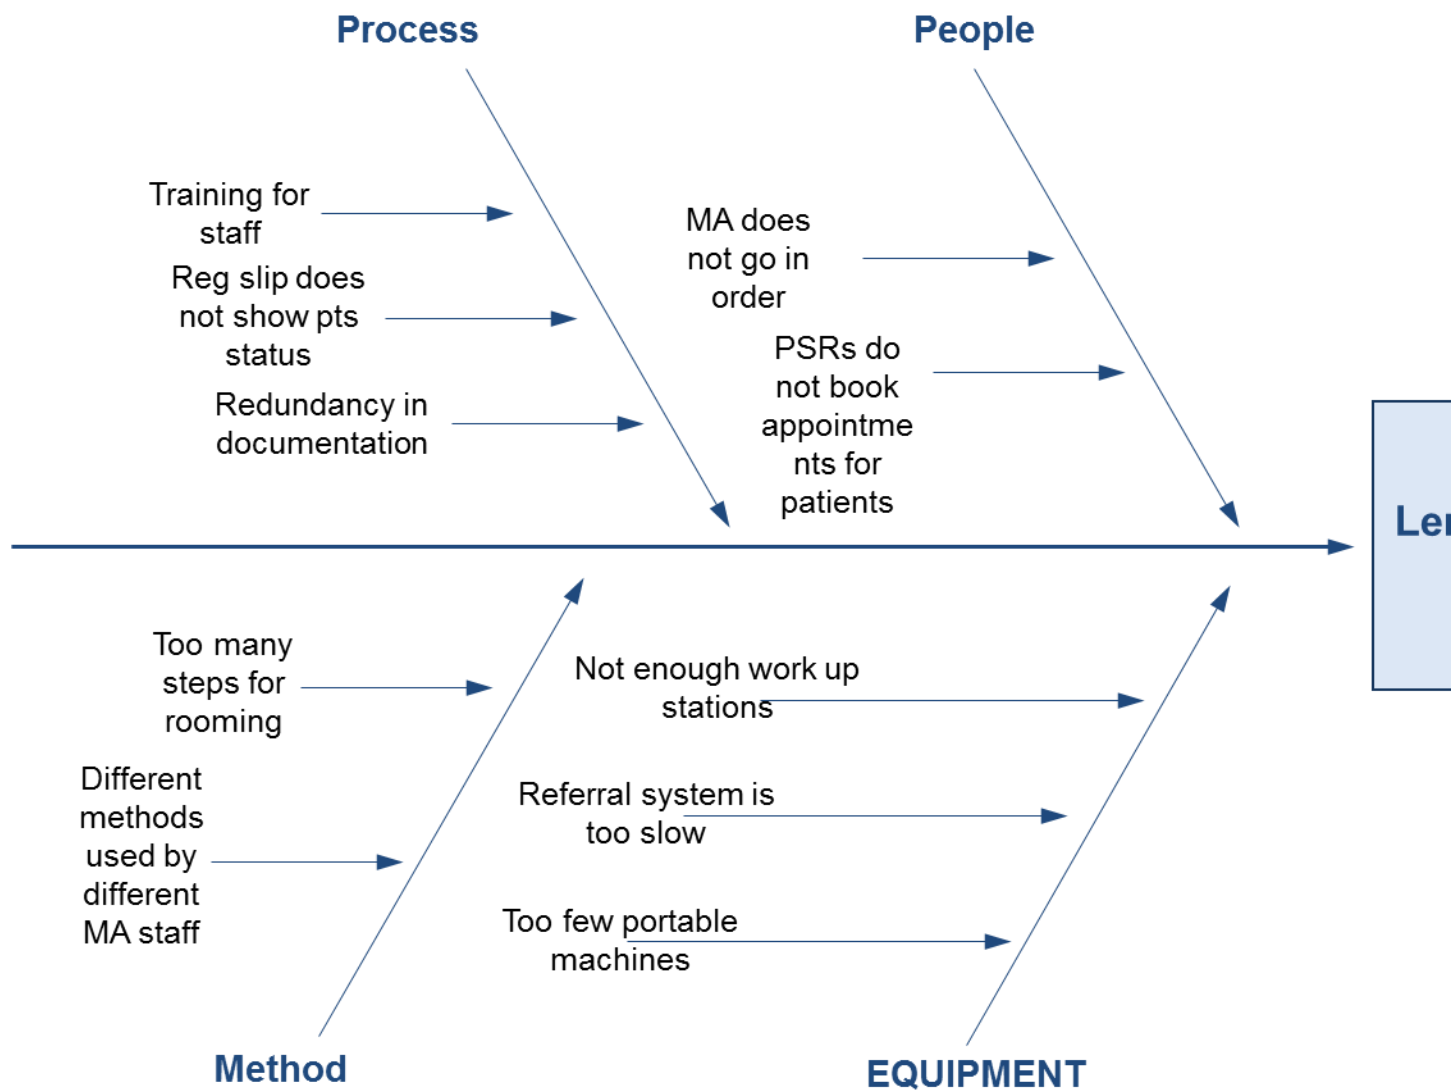 Process
People
Training for
staff
Reg slip does
not show pts
status
Redundancy in
documentation
MA does
not go in
order
PSRs do
not book
appointme
nts for
patients
Too many
steps for
rooming
Different
methods
used by
different
MA staff
Not enough work up
stations
Referral system is
too slow
Too few portable
machines
Method
EQUIPMENT